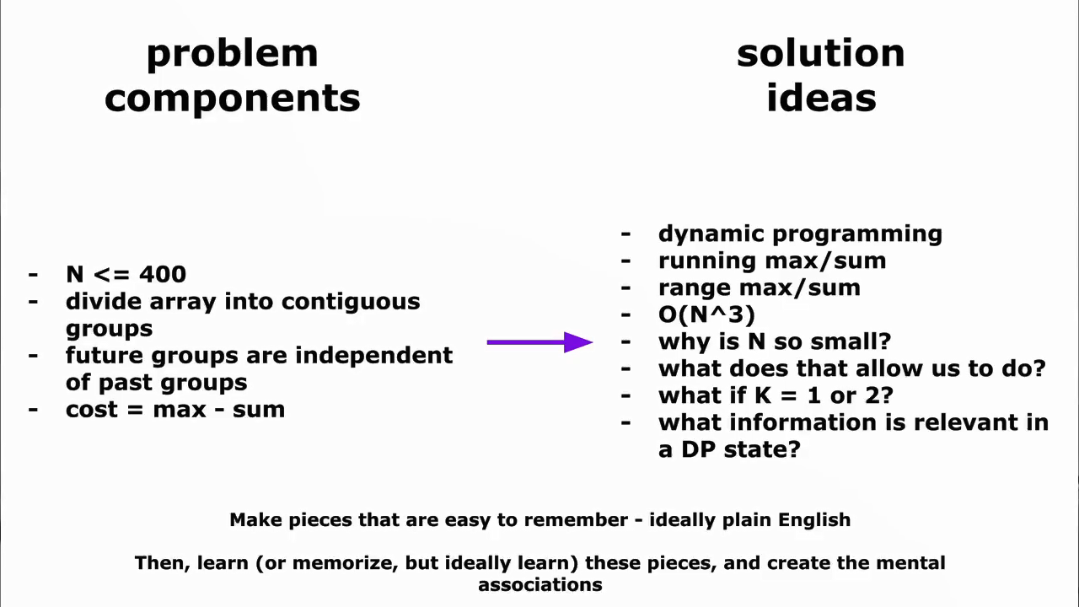 problem
components
solution
ideas
- N <= 400
- divide array into contiguous
groups
- future groups are independent
of past groups
- cost = max - sum
- dynamic programming
- running max/sum
- range max/sum
- O(N^3)
- why is N so small?
- what does that allow us to do?
- what if K = 1 or 2?
- what information is relevant in
a DP state?
Make pieces that are easy to remember - ideally plain English
Then, learn (or memorize, but ideally learn) these pieces, and create the mental
associations